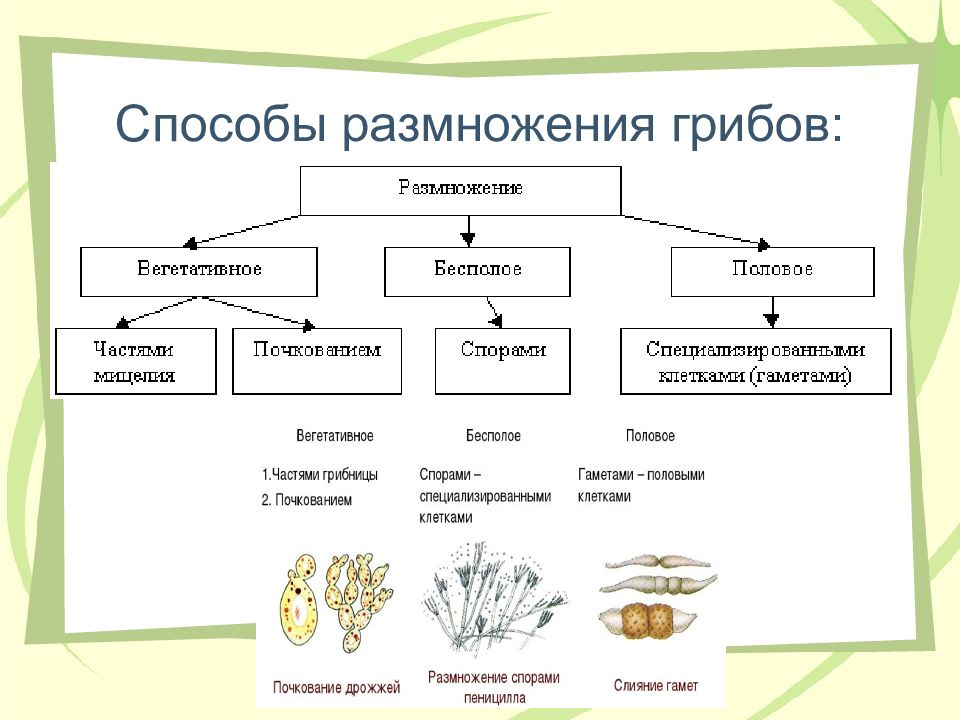 Способы размножения грибов:
Размножение
Вегетативное
Бесполое
Половое
Частями
мицелия
Почкованием
Спорами
Специализированными
клетками (гаметами)
Вегетативное
1.Частями грибницы
2. Почкованием
Бесполое
Спорами –
специализированными
клетками
Половое
Гаметами – половыми
клетками
Почкование дрожжей
Размножение спорами
пеницилла
Слияние гамет